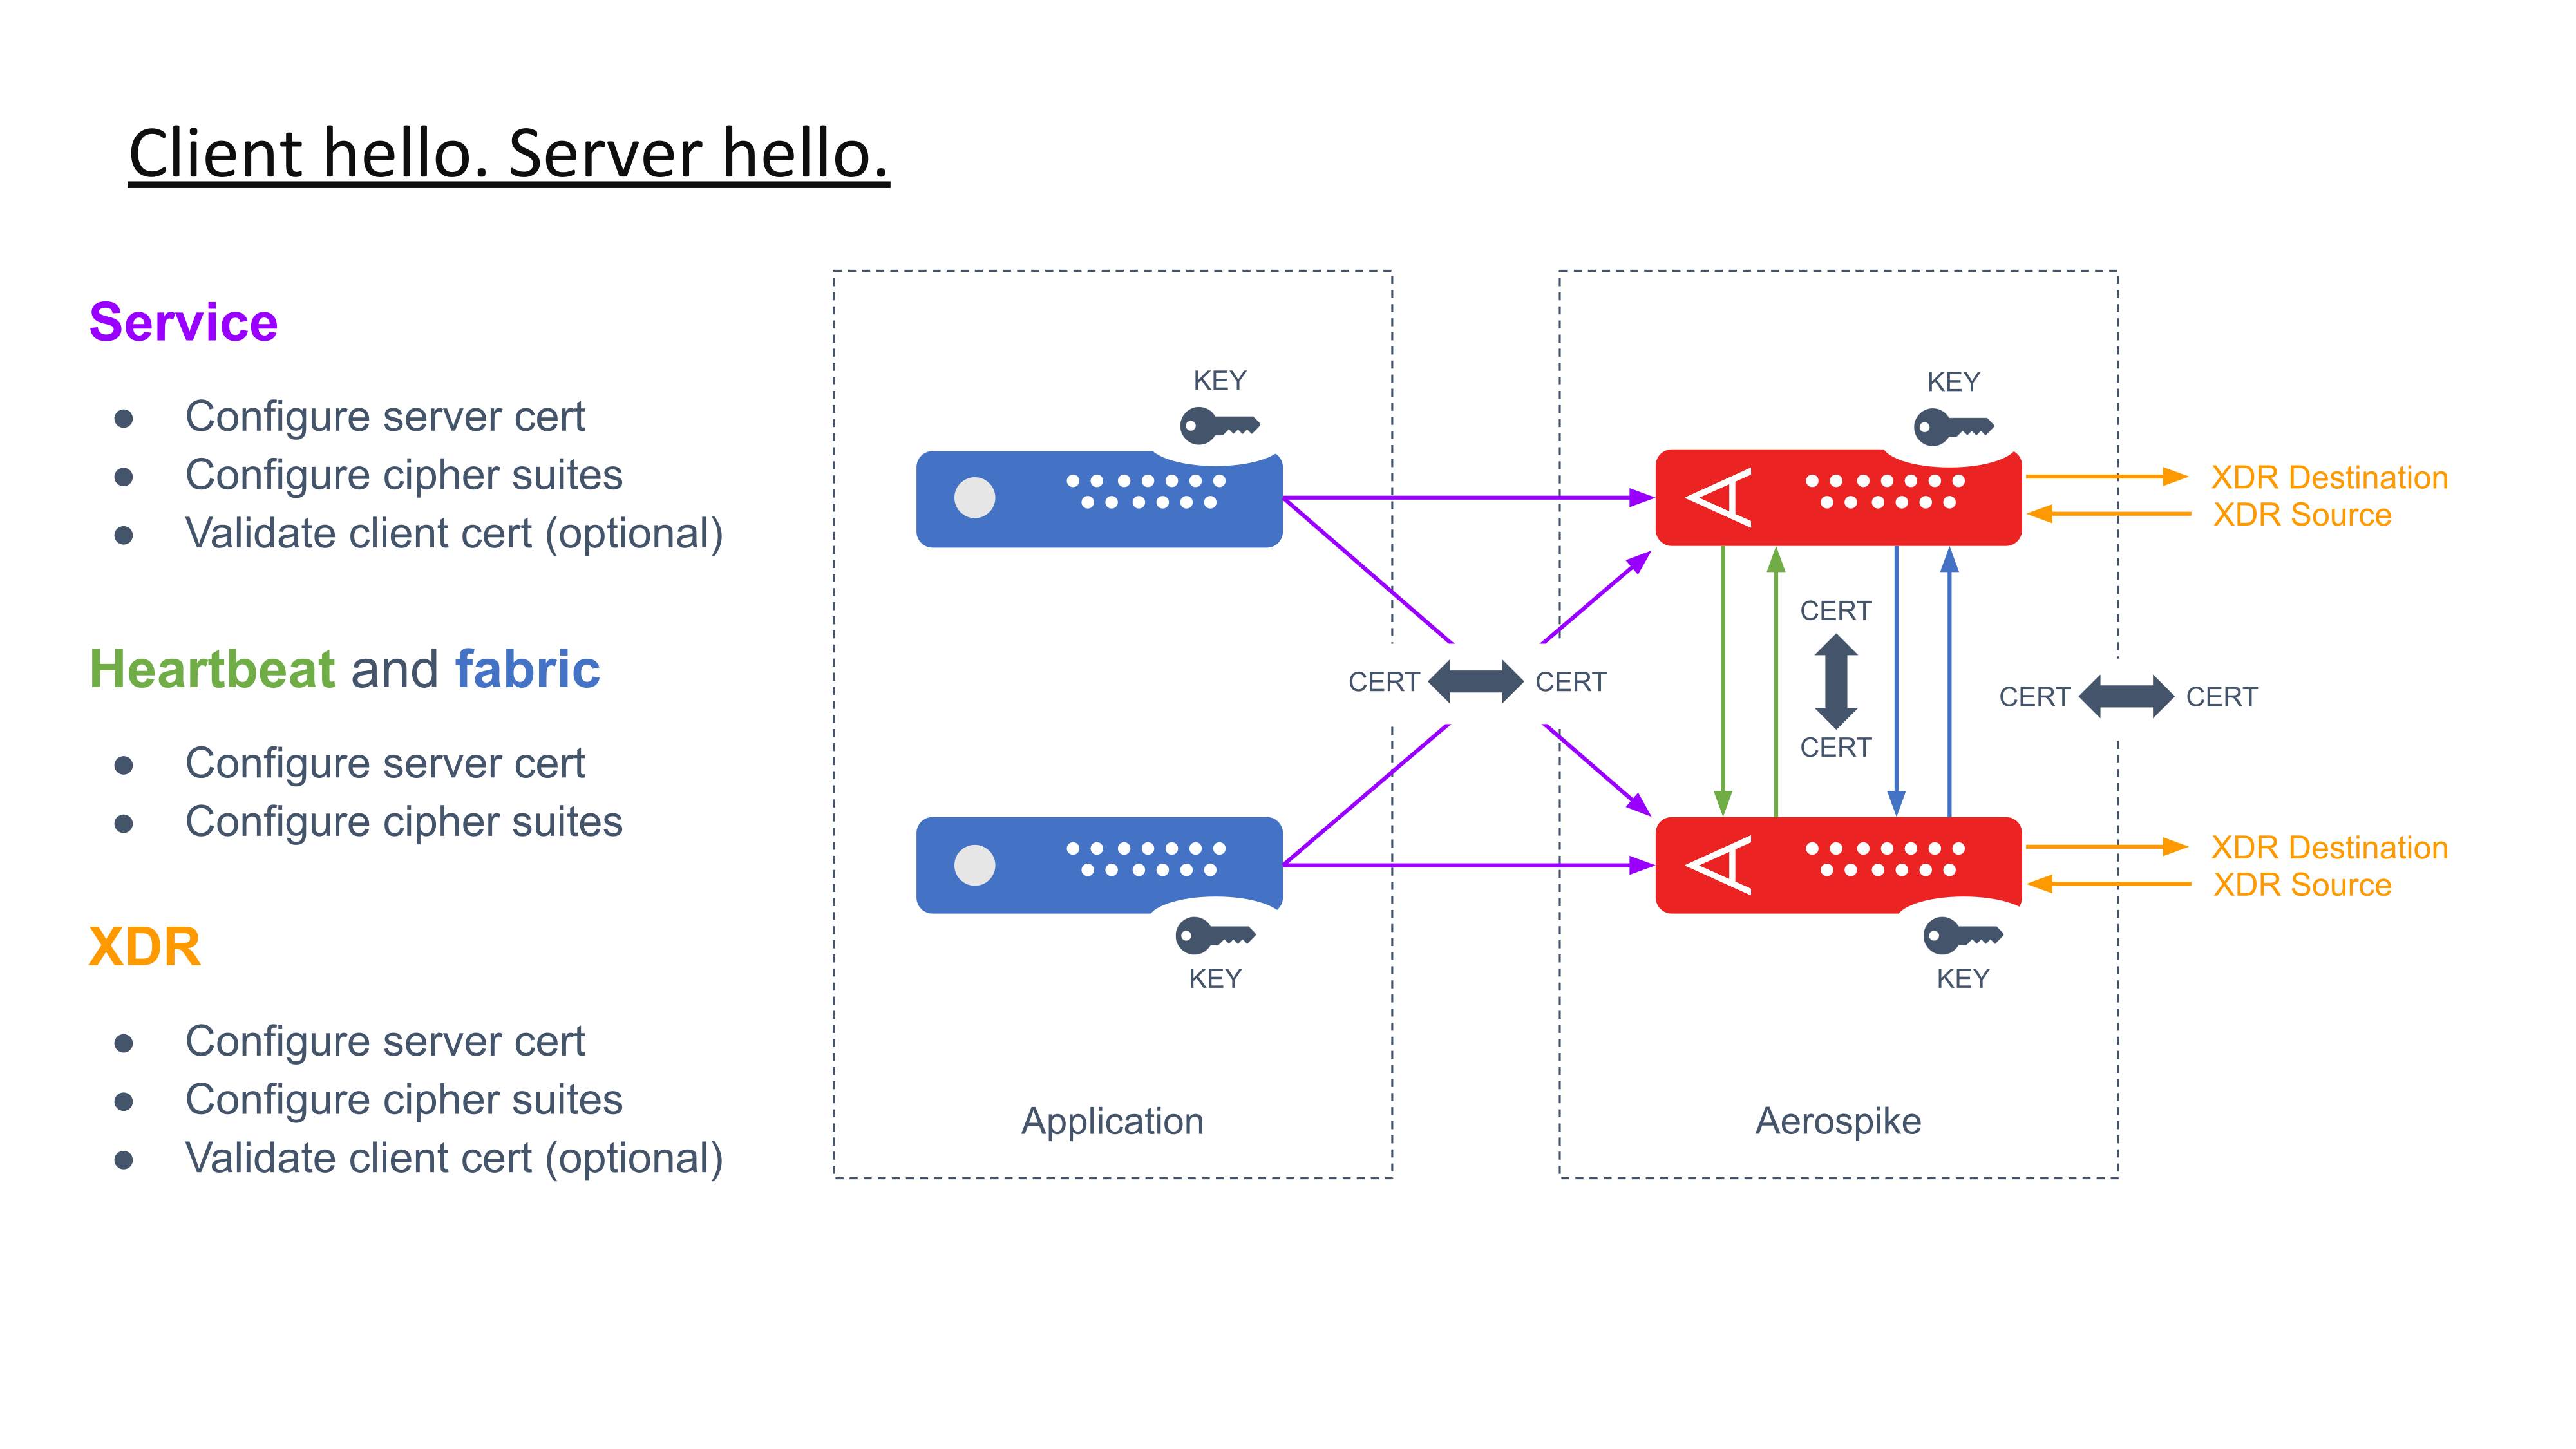 Client hello. Server hello.
Service
● Configure server cert
● Configure cipher suites
● Validate client cert (optional)
Heartbeat and fabric
● Configure server cert
● Configure cipher suites
XDR
● Configure server cert
● Configure cipher suites
● Validate client cert (optional)
KEY
KEY
XDR Destination
XDR Source
CERT
CERT CERT
CERT
CERT CERT
XDR Destination
XDR Source
KEY
KEY
Application
Aerospike